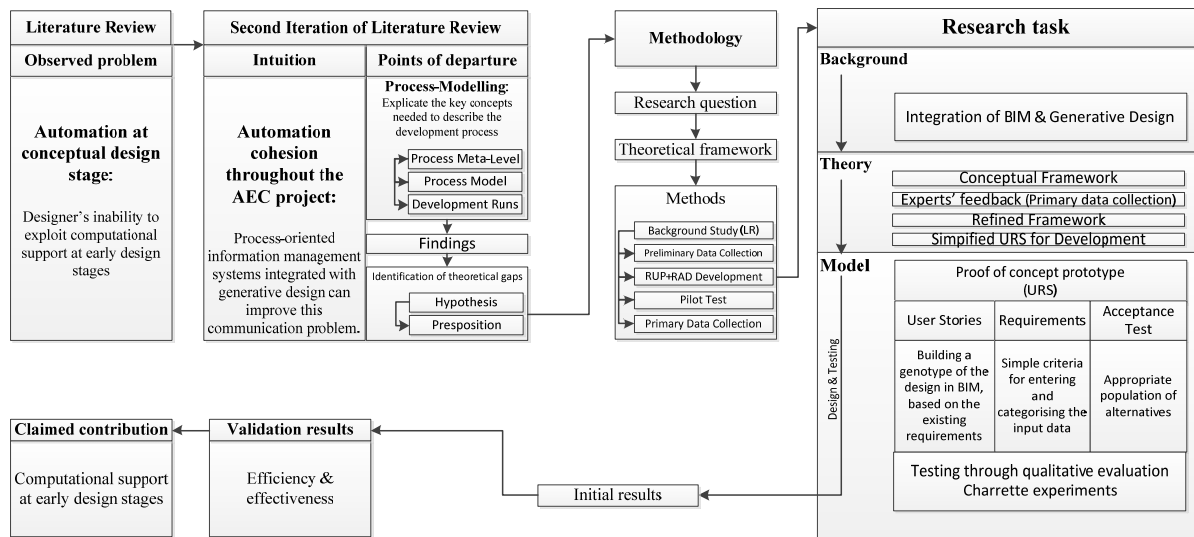 Literature Review
Observed problem
Automation at
conceptual design
stage:
Designer's inability to
exploit computational
support at early design
stages
Second Iteration of Literature Review
Intuition
Automation
cohesion
throughout the
AEC project:
Process-oriented
information management
systems integrated with
generative design can
improve this
communication problem.
Points of departure
Process-Modelling:
Explicate the key concepts
needed to describe the
development process
Process Meta-Level
Process Model
Development Runs
Findings
Identification of theoretical gaps
Hypothesis
Presposition
Methodology
Research question
Theoretical framework
Methods
Background Study (LR)
Preliminary Data Collection
RUP+RAD Development
Pilot Test
Primary Data Collection
Research task
Background
Integration of BIM & Generative Design
Theory
Conceptual Framework
Experts' feedback (Primary data collection)
Refined Framework
Simpified URS for Development
Model
Design & Testing
Proof of concept prototype
(URS)
User Stories
Building a
genotype of the
design in BIM,
based on the
existing
requirements
Requirements
Simple criteria
for entering
and
categorising the
input data
Acceptance
Test
Appropriate
population of
alternatives
Testing through qualitative evaluation
Charrette experiments
Initial results
Validation results
Efficiency &
effectiveness
Claimed contribution
Computational support
at early design stages